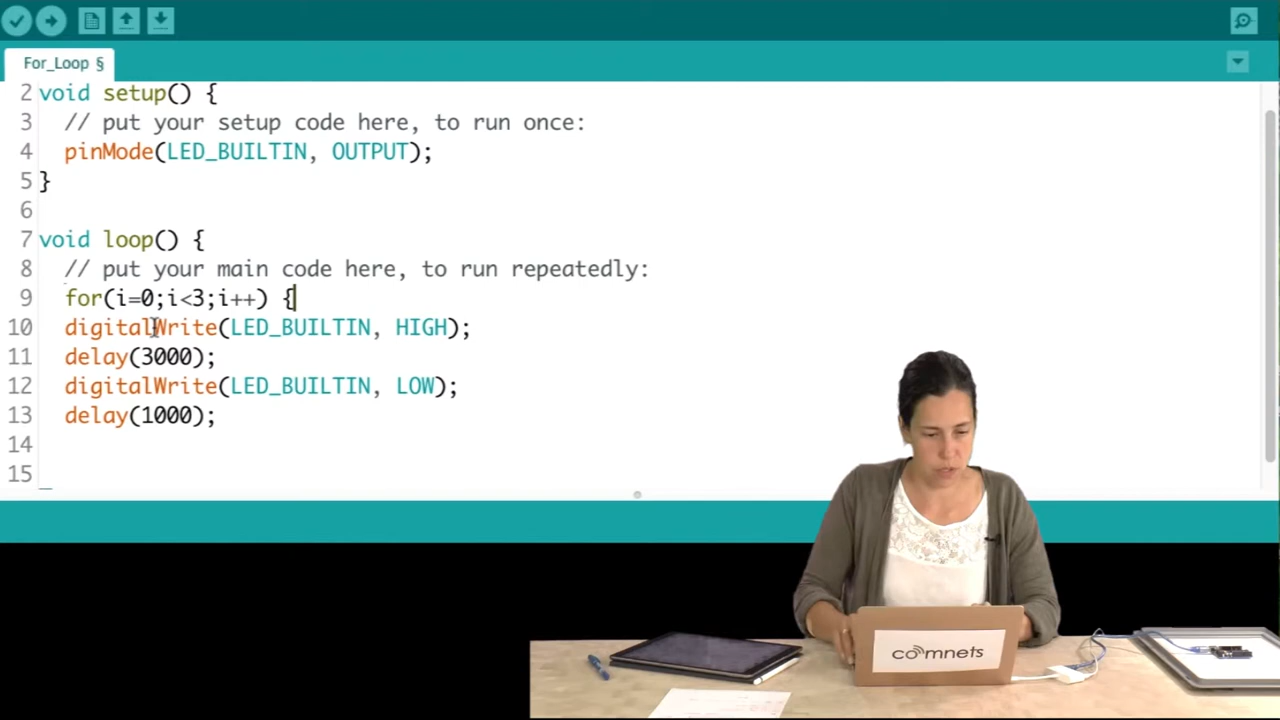 For_Loop §
2 void setup() {
3 // put your setup code here, to run once:
4 pinMode(LED_BUILTIN, OUTPUT);
5 }
6
7 void loop() {
8 // put your main code here, to run repeatedly:
9 for(i=0;i<3;i++) {
10 digitalWrite(LED_BUILTIN, HIGH);
11 delay(3000);
12 digitalWrite(LED_BUILTIN, LOW);
13 delay(1000);
14
15
comnets